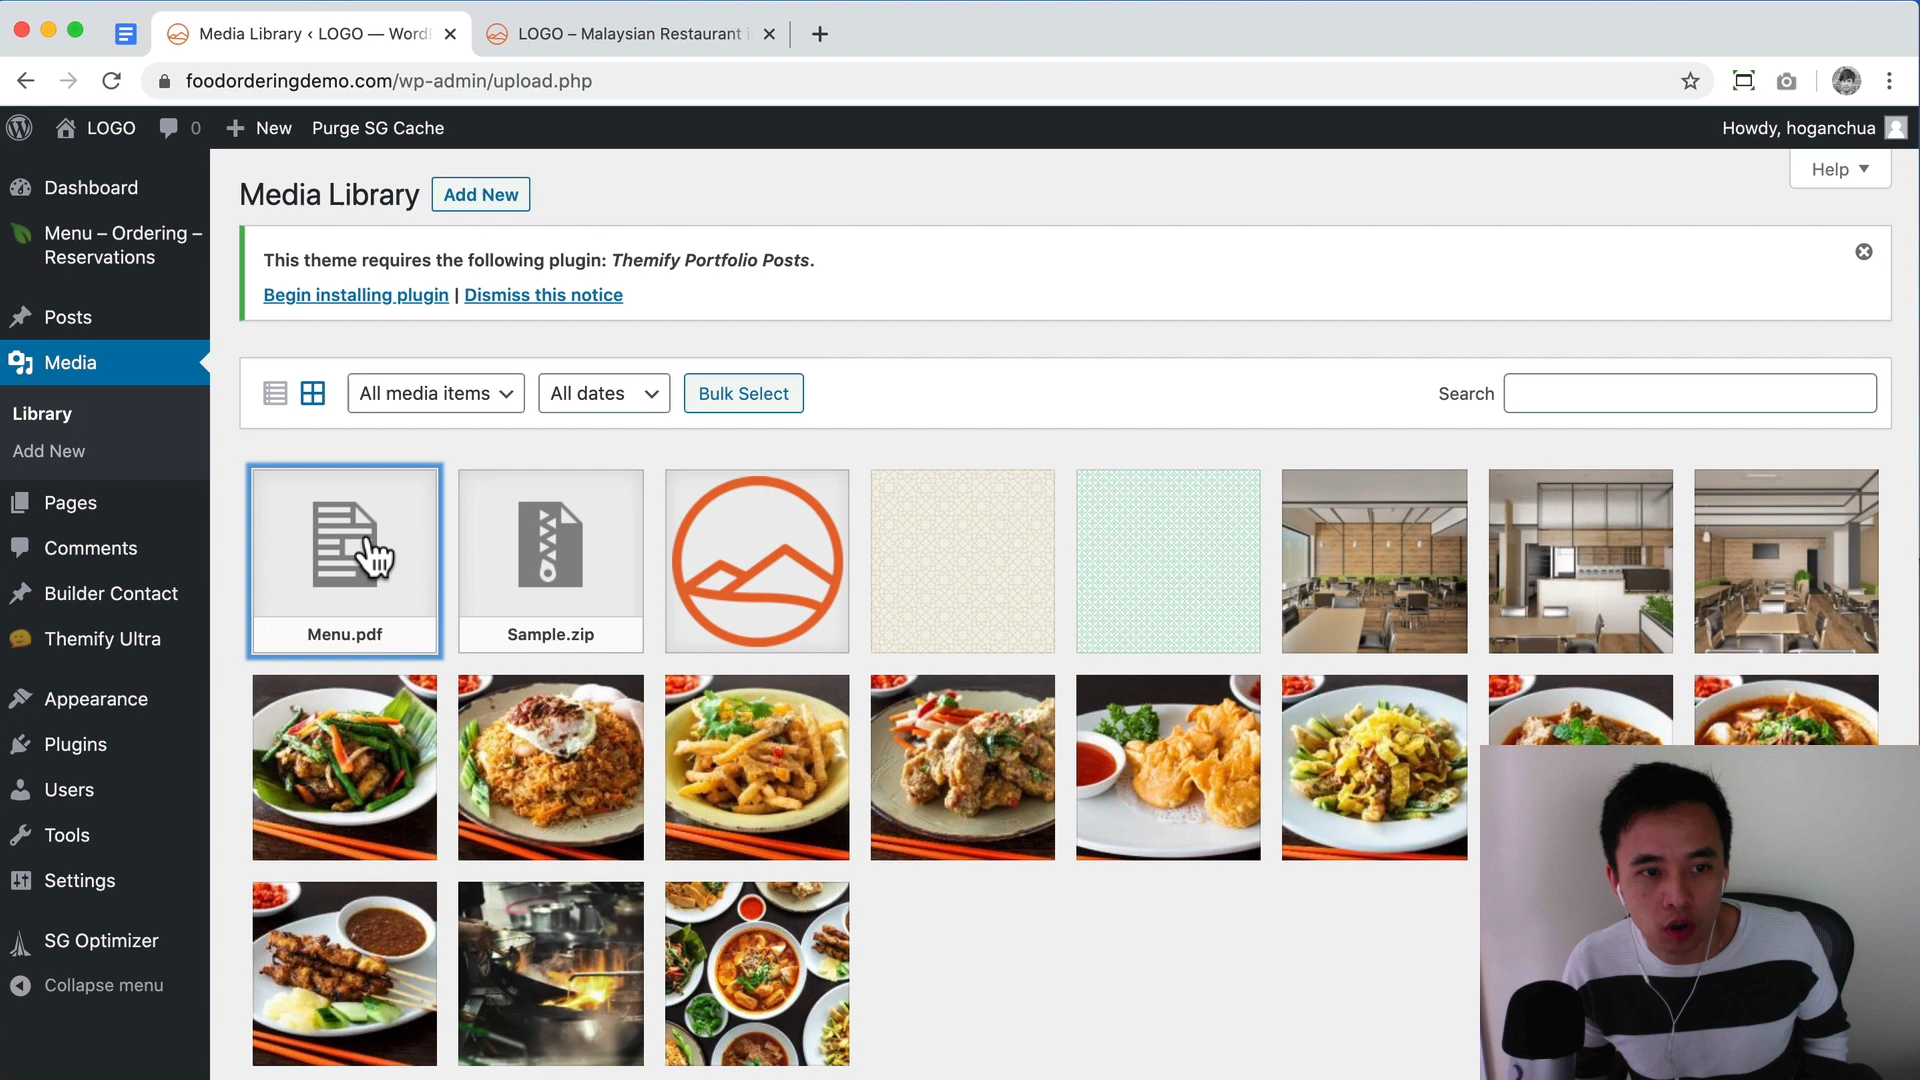 Media Library ‹ LOGO — Word
LOGO – Malaysian Restaurant i
foodorderingdemo.com/wp-admin/upload.php
LOGO
0
New
Purge SG Cache
Howdy, hoganchua
Help
Dashboard
Menu – Ordering –
Reservations
Posts
Media
Library
Add New
Pages
Comments
Builder Contact
Themify Ultra
Appearance
Plugins
Users
Tools
Settings
SG Optimizer
Collapse menu
Media Library
Add New
This theme requires the following plugin: Themify Portfolio Posts.
Begin installing plugin | Dismiss this notice
All media items
All dates
Bulk Select
Search
Menu.pdf
Sample.zip